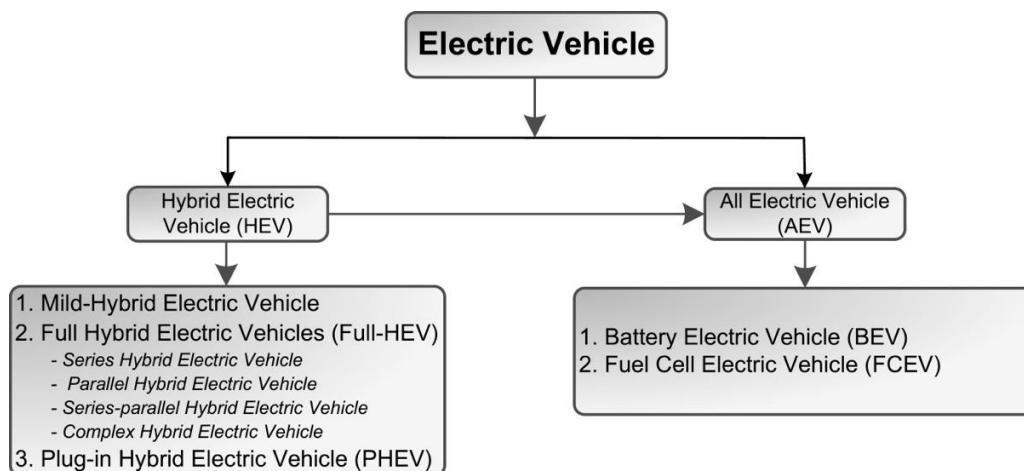 Electric Vehicle
Hybrid Electric
Vehicle (HEV)
All Electric Vehicle
(AEV)
1. Mild-Hybrid Electric Vehicle
2. Full Hybrid Electric Vehicles (Full-HEV)
- Series Hybrid Electric Vehicle
- Parallel Hybrid Electric Vehicle
- Series-parallel Hybrid Electric Vehicle
- Complex Hybrid Electric Vehicle
3. Plug-in Hybrid Electric Vehicle (PHEV)
1. Battery Electric Vehicle (BEV)
2. Fuel Cell Electric Vehicle (FCEV)